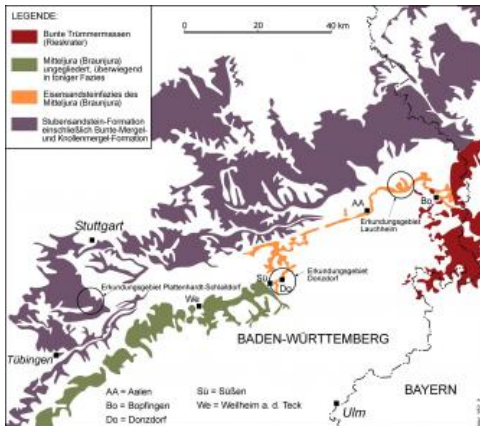 LEGENDE:
Bunte Trümmermassen
(Rieskrater)
Mitteljura (Braunjura)
ungegliedert, überwiegend
in toniger Fazies
Eisensandsteinfazies des
Mitteljura (Braunjura)
Stubensandstein-Formation
einschließlich Bunte-Mergel-
und Knollenmergel-Formation
0
20
40 km
Stuttgart
AA
Bo
Erkundungsgebiet
Lauchheim
Erkundungsgebiet
Donzdorf
Sü
Do
Erkundungsgebiet Plattenhardt-Schlaitdorf
We
Tübingen
BADEN-WÜRTTEMBERG
BAYERN
Ulm
AA = Aalen
Bo = Bopfingen
Do = Donzdorf
Sü = Süßen
We = Weilheim a. d. Teck